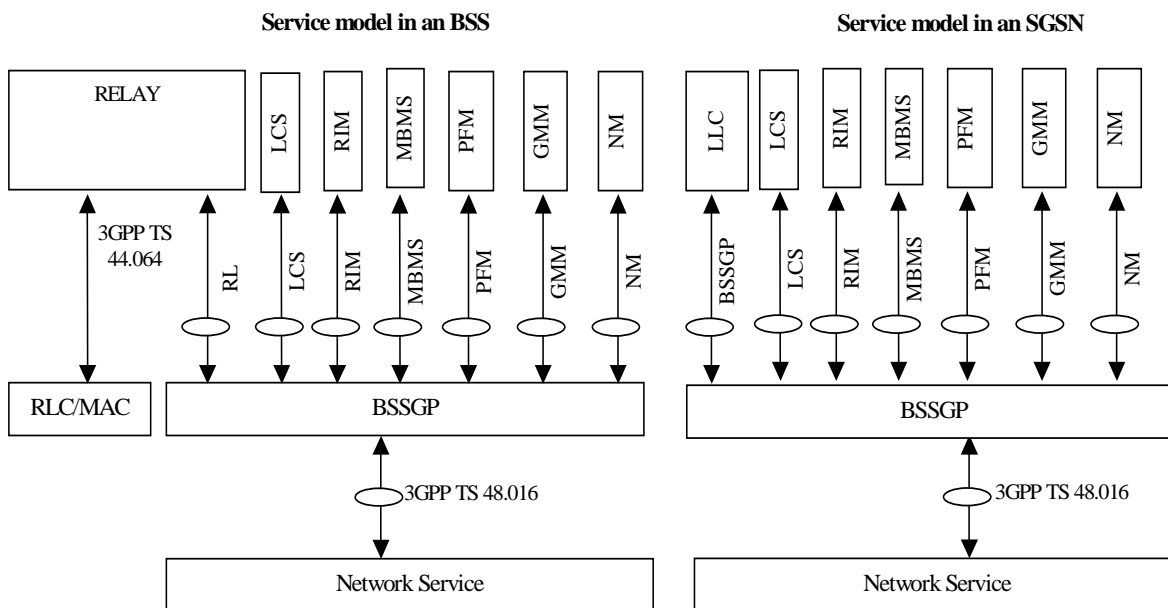 Service model in an BSS
Service model in an SGSN
RELAY
LCS
RIM
MBMS
PFM
GMM
NM
LLC
LCS
RIM
MBMS
PFM
GMM
NM
3GPP TS
44.064
RL
LCS
RIM
MBMS
PFM
GMM
NM
BSSGP
LCS
RIM
MBMS
PFM
GMM
NM
RLC/MAC
BSSGP
BSSGP
3GPP TS 48.016
3GPP TS 48.016
Network Service
Network Service